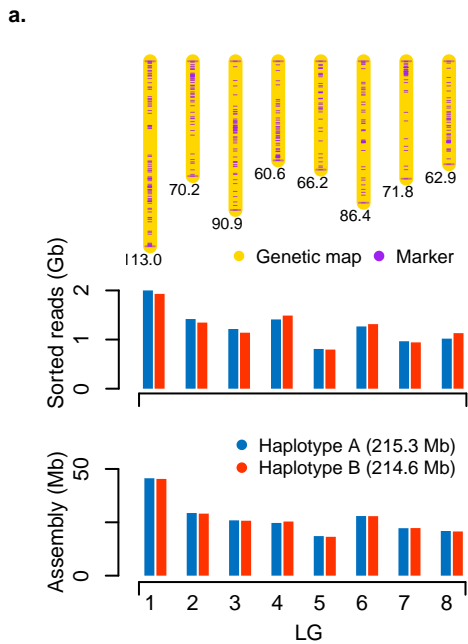 a.
113.0
70.2
90.9
60.6
66.2
86.4
71.8
62.9
Genetic map
Marker
Sorted reads (Gb)
2
1
0
Haplotype A (215.3 Mb)
Haplotype B (214.6 Mb)
Assembly (Mb)
50
0
1 2 3 4 5 6 7 8
LG